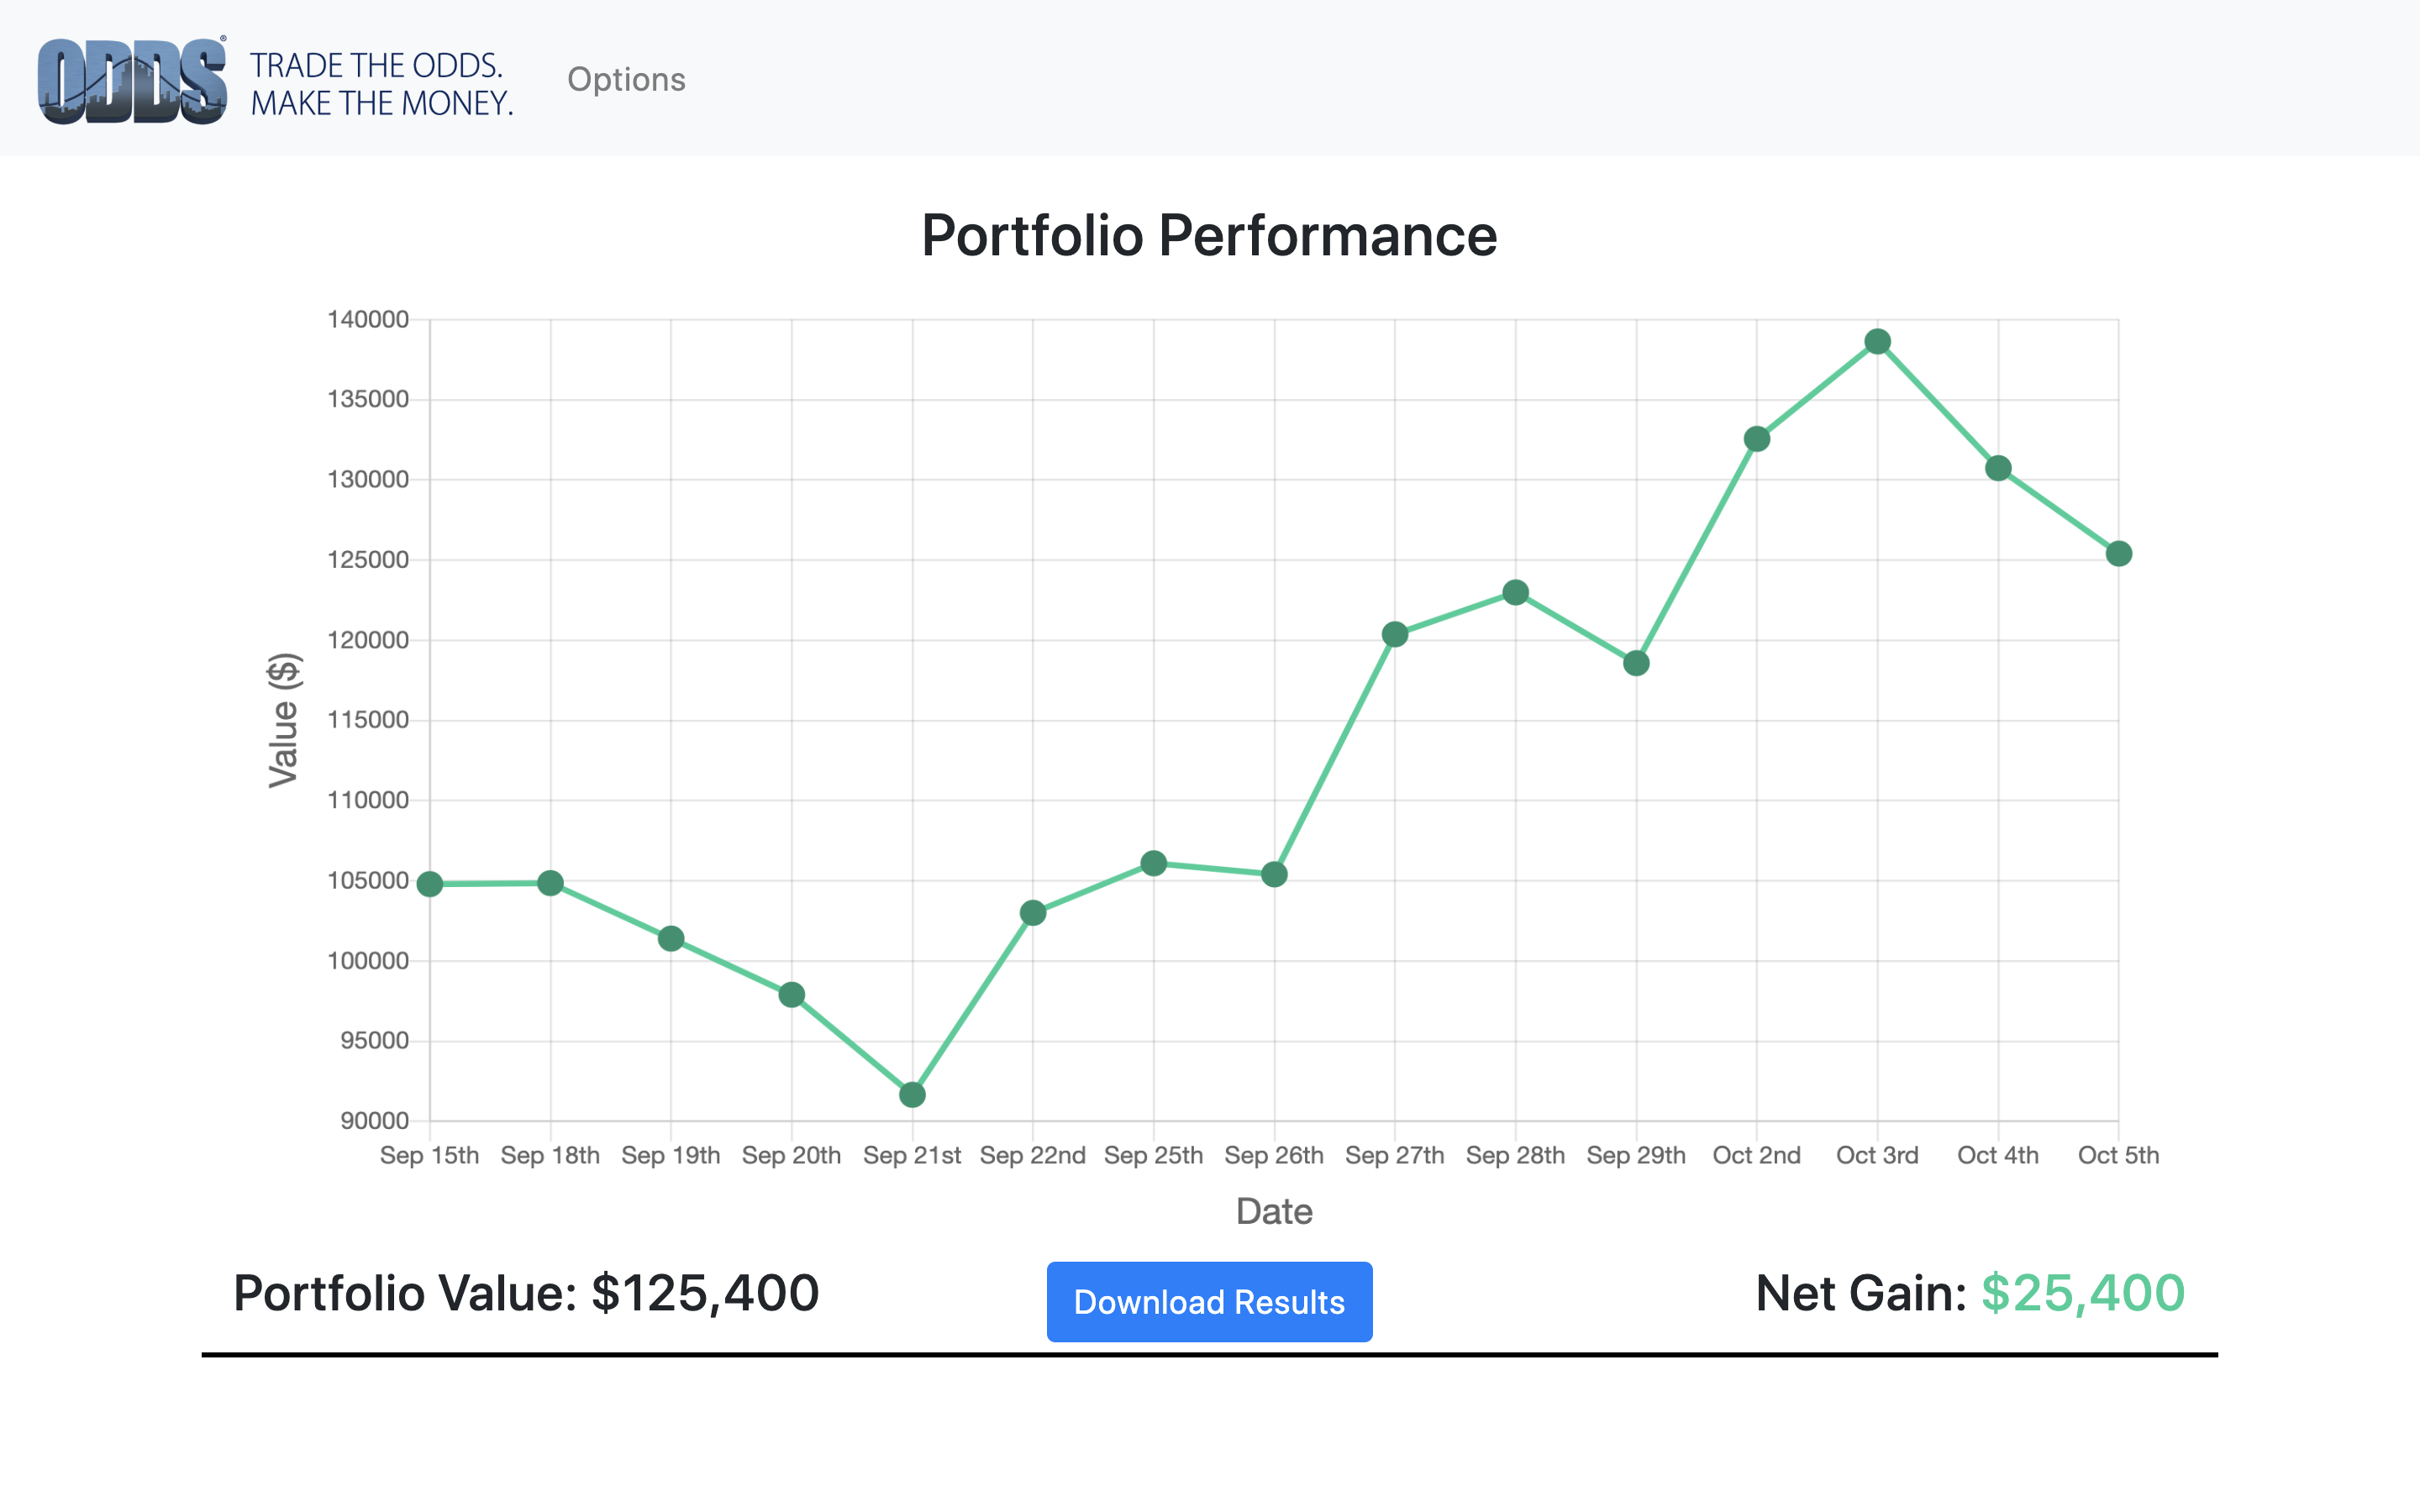 ODDS®
TRADE THE ODDS.
MAKE THE MONEY.
Options
Portfolio Performance
140000
135000
130000
125000
120000
115000
110000
105000
100000
95000
90000
Value ($)
Sep 15th Sep 18th Sep 19th Sep 20th Sep 21st Sep 22nd Sep 25th Sep 26th Sep 27th Sep 28th Sep 29th Oct 2nd Oct 3rd Oct 4th Oct 5th
Date
Portfolio Value: $125,400
Download Results
Net Gain: $25,400